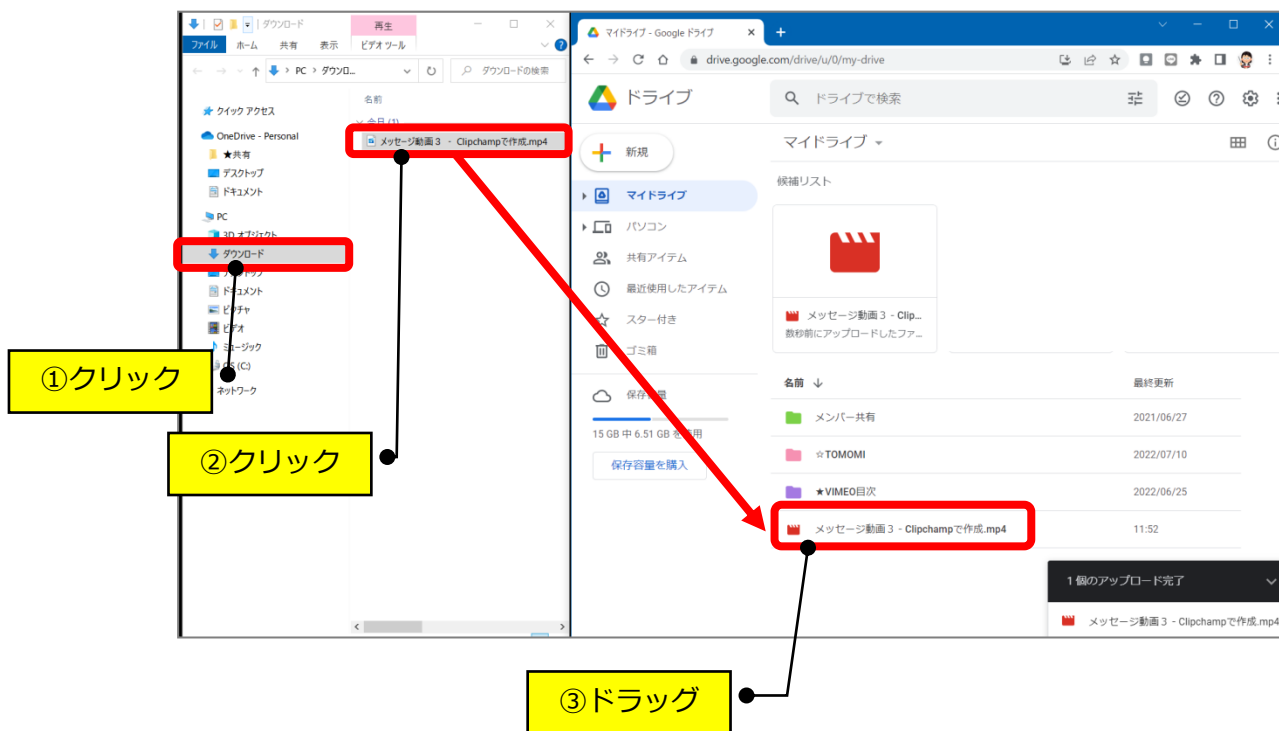 ダウンロード
再生
ファイル ホーム 共有 表示 ビデオ ツール
PC › ダウンロ... ダウンロードの検索
クイック アクセス
OneDrive - Personal
★共有
デスクトップ
ドキュメント
PC
3D オブジェクト
ダウンロード
デスクトップ
ドキュメント
ピクチャ
ビデオ
ミュージック
OS (C:)
ネットワーク
名前
今日 (1)
メッセージ動画３ - Clipchampで作成.mp4
マイドライブ - Google ドライブ
drive.google.com/drive/u/0/my-drive
ドライブ
ドライブで検索
新規
マイドライブ
パソコン
共有アイテム
最近使用したアイテム
スター付き
ゴミ箱
保存容量
15 GB 中 6.51 GB を使用
保存容量を購入
マイドライブ
候補リスト
メッセージ動画３ - Clip...
数秒前にアップロードしたファ...
名前 ↓ 最終更新
メンバー共有 2021/06/27
☆TOMOMI 2022/07/10
★VIMEO目次 2022/06/25
メッセージ動画３ - Clipchampで作成.mp4 11:52
1 個のアップロード完了
メッセージ動画３ - Clipchampで作成.mp4
①クリック
②クリック
③ドラッグ